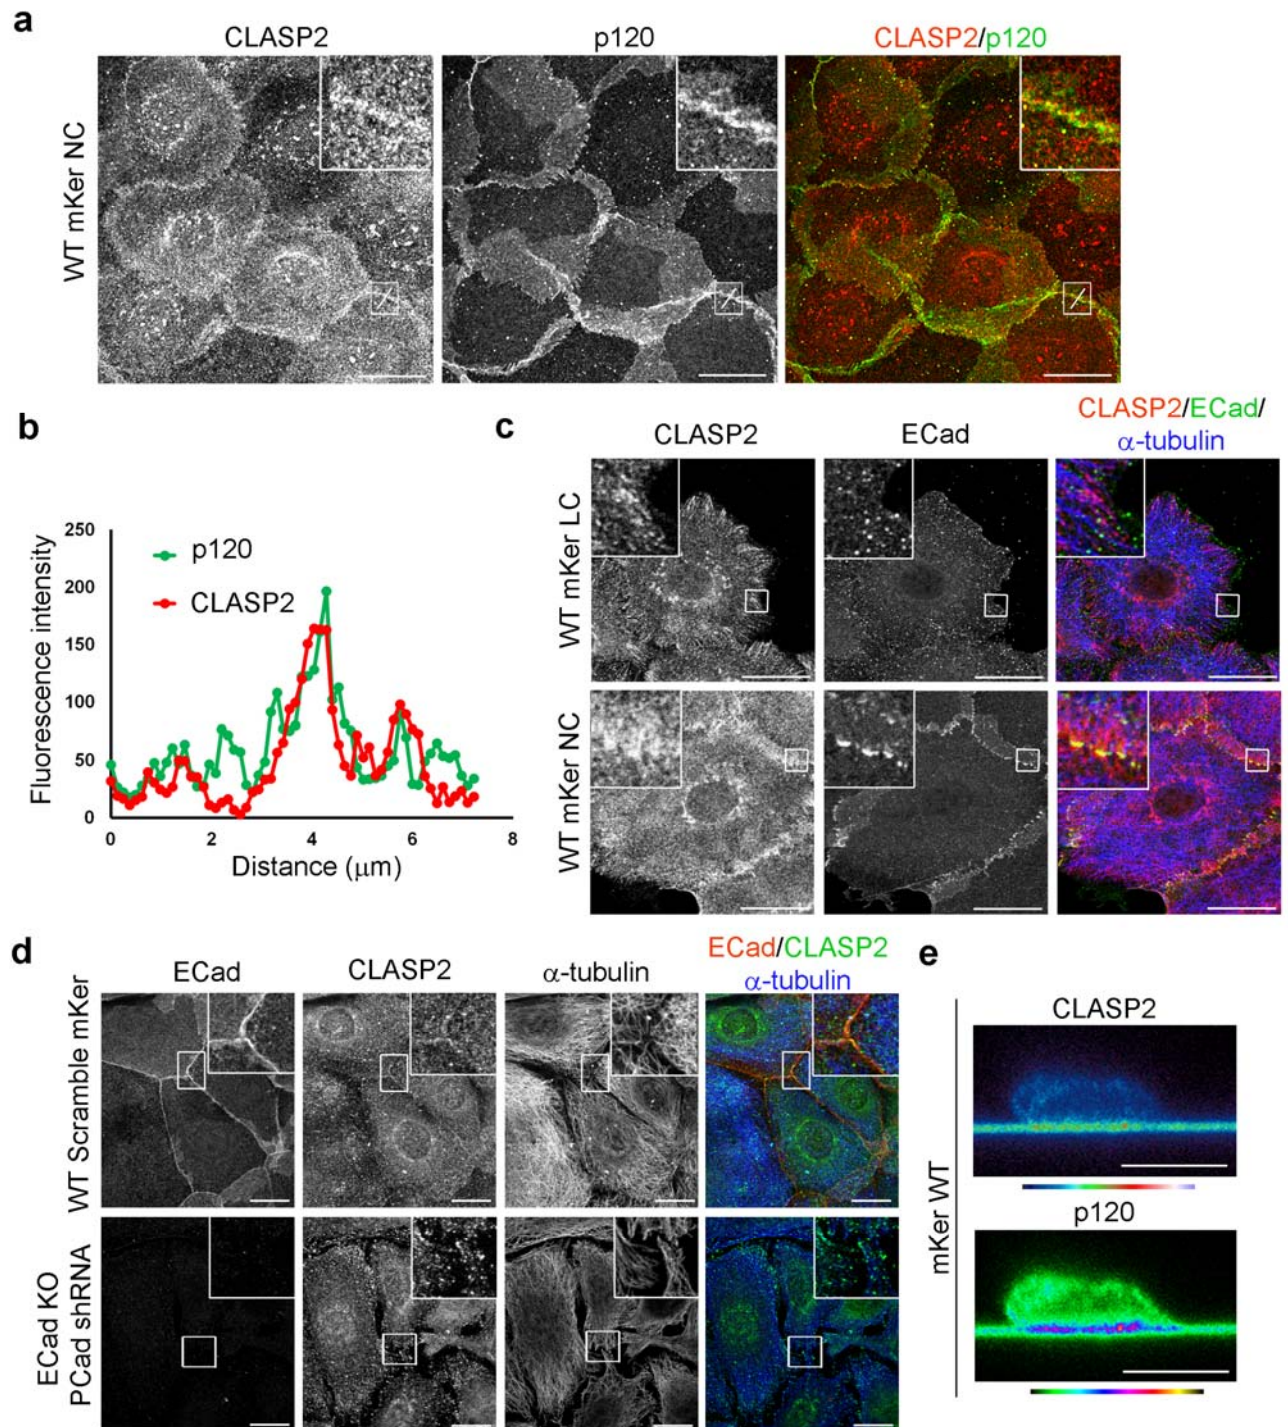 a
CLASP2 p120 CLASP2/p120
WT mKer NC
b
250
200
150
100
50
0
0 2 4 6 8
Fluorescence intensity
Distance (μm)
p120
CLASP2
c
CLASP2 ECad CLASP2/ECad/
α-tubulin
WT mKer LC
WT mKer NC
d
ECad CLASP2 α-tubulin ECad/CLASP2
α-tubulin
WT Scramble mKer
ECad KO
PCad shRNA
e
CLASP2
p120
mKer WT